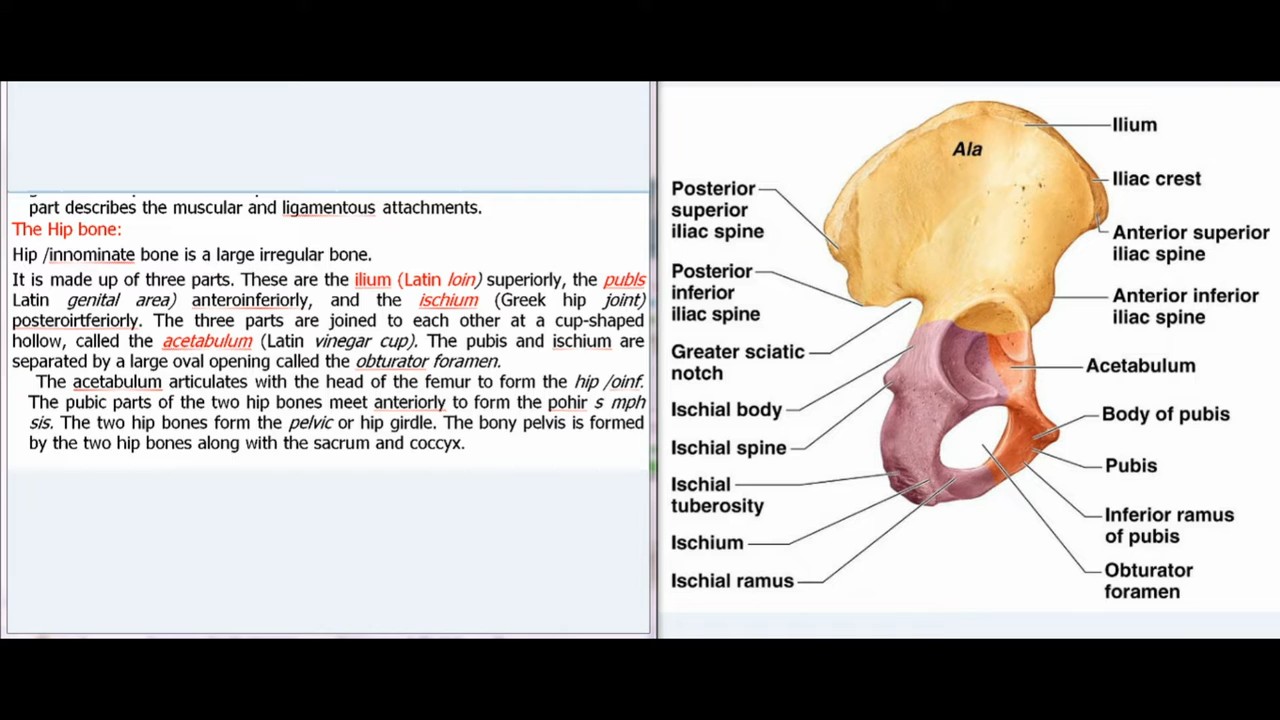 part describes the muscular and ligamentous attachments.
The Hip bone:
Hip /innominate bone is a large irregular bone.
It is made up of three parts. These are the ilium (Latin loin) superiorly, the publs
Latin genital area) anteroinferiorly, and the ischium (Greek hip joint)
posteroirtferiorly. The three parts are joined to each other at a cup-shaped
hollow, called the acetabulum (Latin vinegar cup). The pubis and ischium are
separated by a large oval opening called the obturator foramen.
The acetabulum articulates with the head of the femur to form the hip /oinf.
The pubic parts of the two hip bones meet anteriorly to form the pohir s mph
sis. The two hip bones form the pelvic or hip girdle. The bony pelvis is formed
by the two hip bones along with the sacrum and coccyx.
Ala
Posterior
superior
iliac spine
Posterior
inferior
iliac spine
Greater sciatic
notch
Ischial body
Ischial spine
Ischial
tuberosity
Ischium
Ischial ramus
Ilium
Iliac crest
Anterior superior
iliac spine
Anterior inferior
iliac spine
Acetabulum
Body of pubis
Pubis
Inferior ramus
of pubis
Obturator
foramen